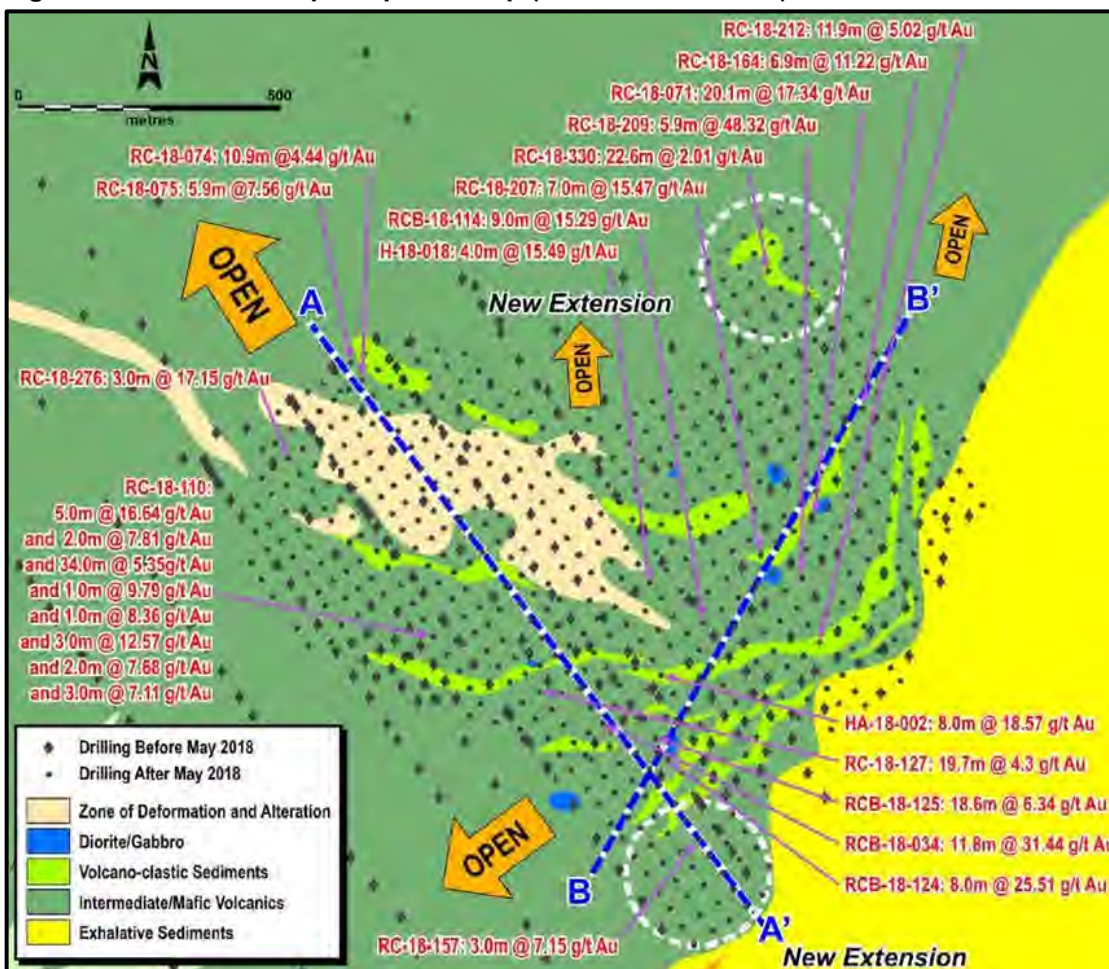 N
0 500
metres
RC-18-212: 11.9m @ 5.02 g/t Au
RC-18-164: 6.9m @ 11.22 g/t Au
RC-18-071: 20.1m @ 17.34 g/t Au
RC-18-209: 5.9m @ 48.32 g/t Au
RC-18-330: 22.6m @ 2.01 g/t Au
RC-18-207: 7.0m @ 15.47 g/t Au
RCB-18-114: 9.0m @ 15.29 g/t Au
H-18-018: 4.0m @ 15.49 g/t Au
RC-18-074: 10.9m @4.44 g/t Au
RC-18-075: 5.9m @7.56 g/t Au
OPEN
A
New Extension
OPEN
B'
OPEN
RC-18-276: 3.0m @ 17.15 g/t Au
RC-18-110:
5.0m @ 16.64 g/t Au
and 2.0m @ 7.81 g/t Au
and 34.0m @ 5.35g/t Au
and 1.0m @ 9.79 g/t Au
and 1.0m @ 8.36 g/t Au
and 3.0m @ 12.57 g/t Au
and 2.0m @ 7.68 g/t Au
and 3.0m @ 7.11 g/t Au
HA-18-002: 8.0m @ 18.57 g/t Au
RC-18-127: 19.7m @ 4.3 g/t Au
RCB-18-125: 18.6m @ 6.34 g/t Au
RCB-18-034: 11.8m @ 31.44 g/t Au
RCB-18-124: 8.0m @ 25.51 g/t Au
OPEN
B
A'
RC-18-157: 3.0m @ 7.15 g/t Au
New Extension
Drilling Before May 2018
Drilling After May 2018
Zone of Deformation and Alteration
Diorite/Gabbro
Volcano-clastic Sediments
Intermediate/Mafic Volcanics
Exhalative Sediments